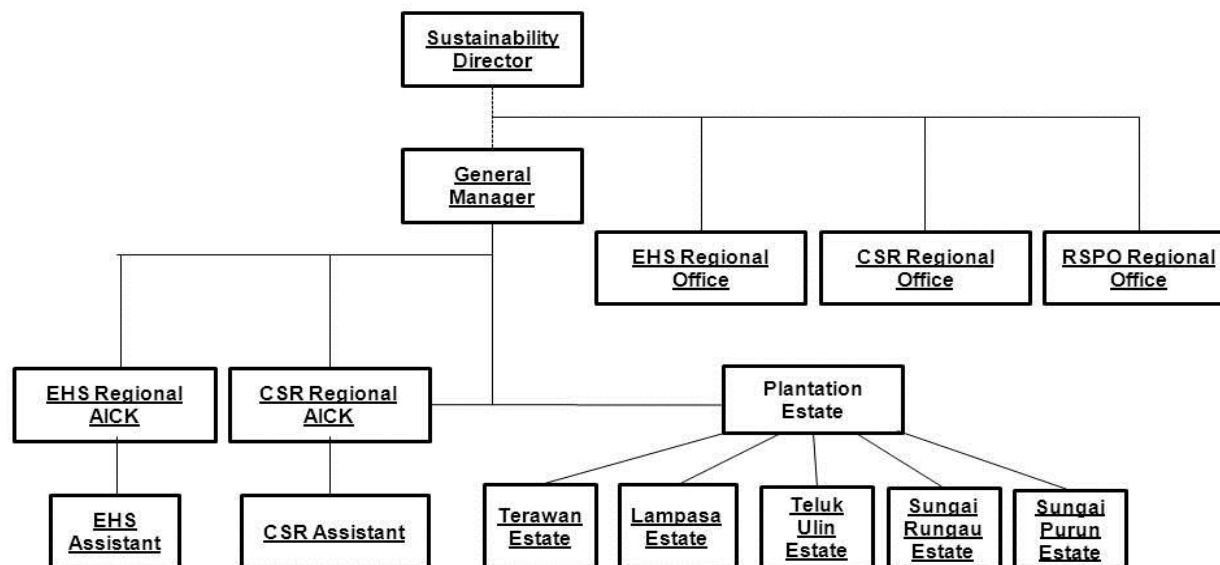 Sustainability
Director
General
Manager
EHS Regional
Office
CSR Regional
Office
RSPO Regional
Office
EHS Regional
AICK
CSR Regional
AICK
Plantation
Estate
EHS
Assistant
CSR Assistant
Terawan
Estate
Lampasa
Estate
Teluk
Ulin
Estate
Sungai
Rungau
Estate
Sungai
Purun
Estate